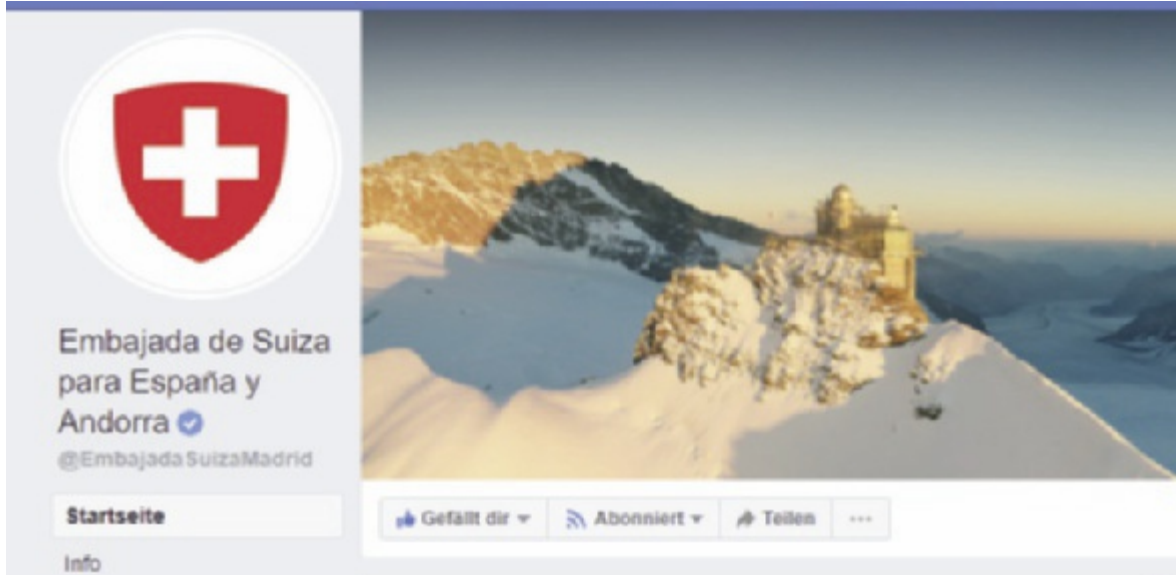 Embajada de Suiza
para España y
Andorra
@EmbajadaSuizaMadrid
Startseite
Info
Gefällt dir
Abonniert
Teilen